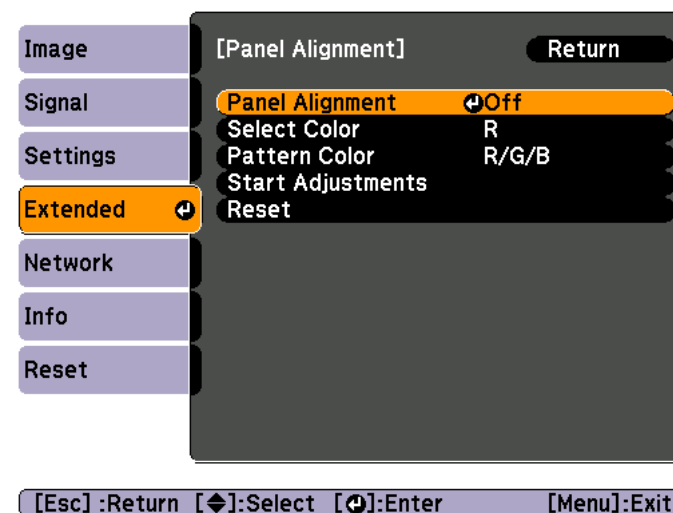 Image
Signal
Settings
Extended
Network
Info
Reset
[Panel Alignment] Return
Panel Alignment Off
Select Color R
Pattern Color R/G/B
Start Adjustments
Reset
[Esc] :Return [◆]:Select [↵]:Enter [Menu]:Exit